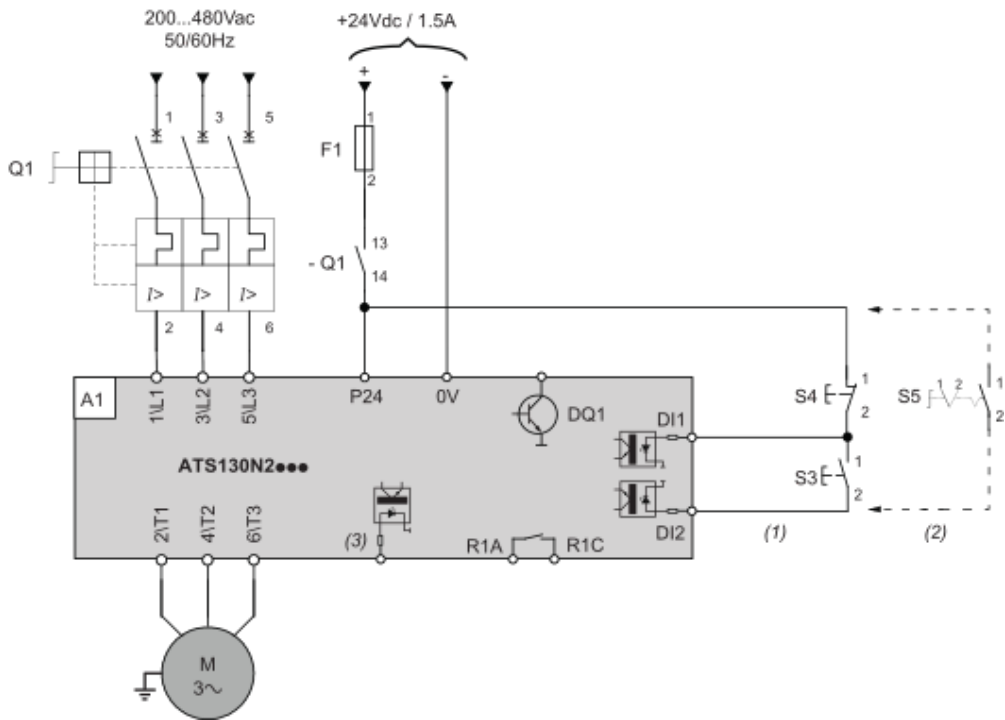 200...480Vac
50/60Hz
+24Vdc / 1.5A
+
-
1
3
5
1
F1
2
Q1
- Q1
13
14
I>
I>
I>
2
4
6
A1
1\L1
3\L2
5\L3
P24
0V
DQ1
DI1
ATS130N2●●●
DI2
2\T1
4\T2
6\T3
(3)
R1A
R1C
S4
1
2
S3
1
2
S5
1
2
1
2
(1)
(2)
M
3~